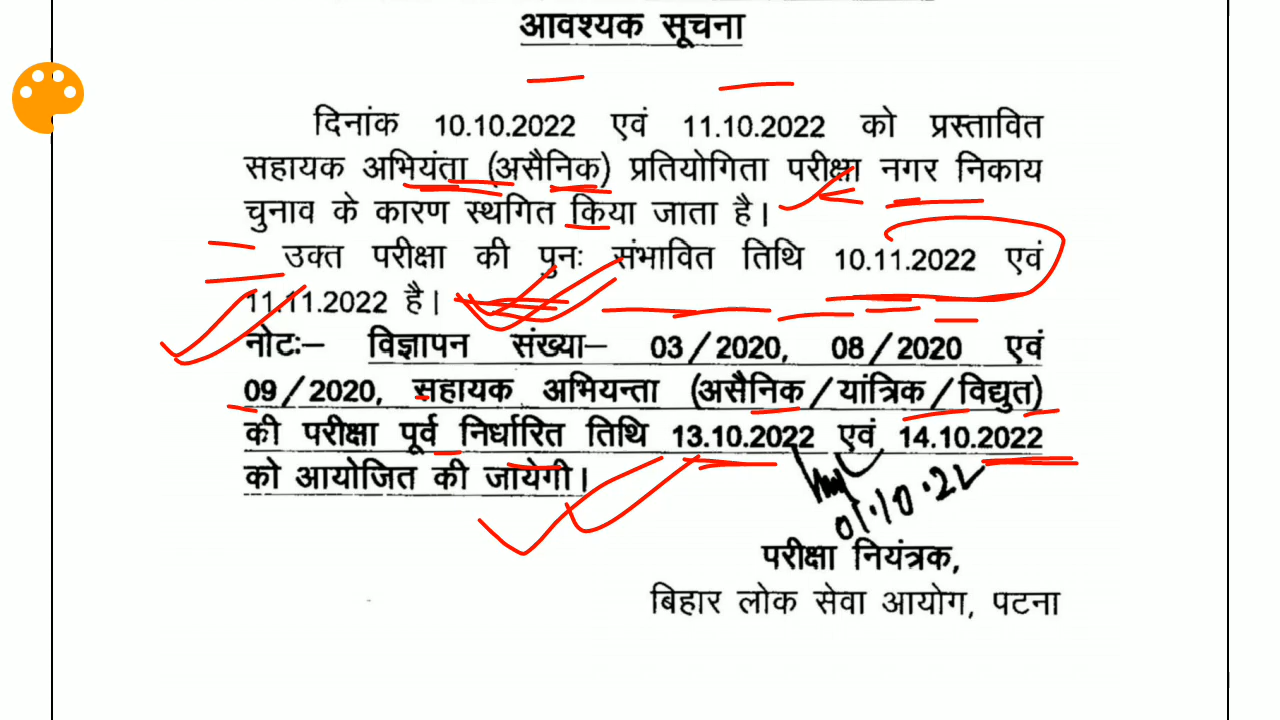 आवश्यक सूचना
दिनांक 10.10.2022 एवं 11.10.2022 को प्रस्तावित
सहायक अभियंता (असैनिक) प्रतियोगिता परीक्षा नगर निकाय
चुनाव के कारण स्थगित किया जाता है।
उक्त परीक्षा की पुनः संभावित तिथि 10.11.2022 एवं
11.11.2022 है।
नोटः– विज्ञापन संख्या– 03/2020, 08/2020 एवं
09/2020, सहायक अभियन्ता (असैनिक/यांत्रिक/विद्युत)
की परीक्षा पूर्व निर्धारित तिथि 13.10.2022 एवं 14.10.2022
को आयोजित की जायेगी।
01.10.22
परीक्षा नियंत्रक,
बिहार लोक सेवा आयोग, पटना